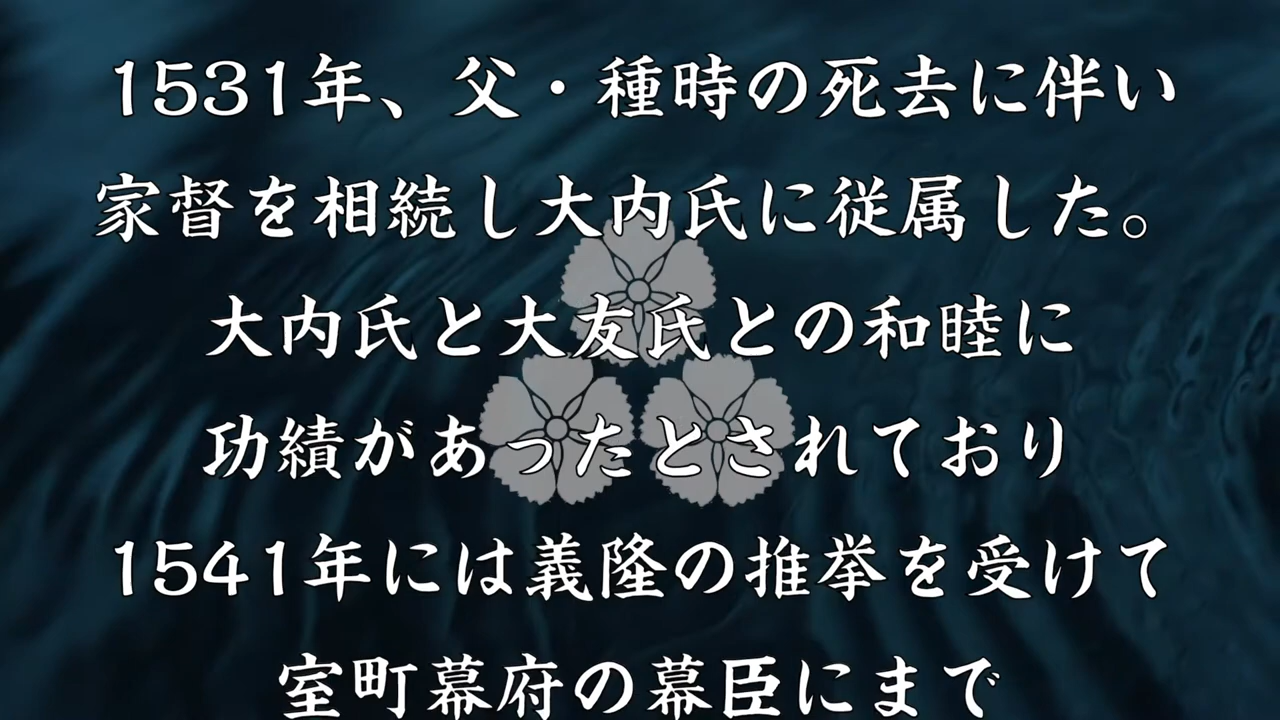 1531年、父・種時の死去に伴い
家督を相続し大内氏に従属した。
大内氏と大友氏との和睦に
功績があったとされており
1541年には義隆の推挙を受けて
室町幕府の幕臣にまで